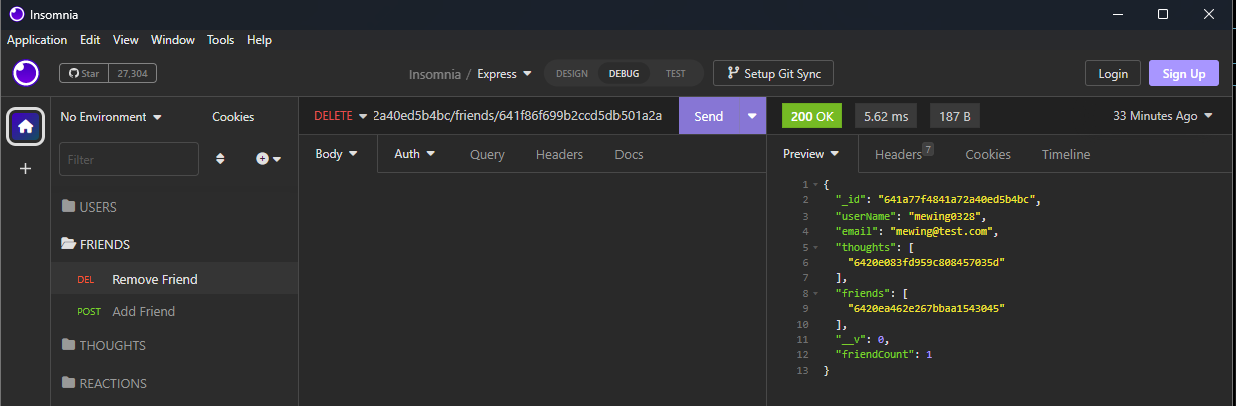 Insomnia
Application Edit View Window Tools Help
Star 27,304 Insomnia / Express DESIGN DEBUG TEST Setup Git Sync Login Sign Up
No Environment Cookies DELETE 2a40ed5b4bc/friends/641f86f699b2ccd5db501a2a Send 200 OK 5.62 ms 187 B 33 Minutes Ago
Filter Body Auth Query Headers Docs Preview Headers 7 Cookies Timeline
USERS
FRIENDS
DEL Remove Friend
POST Add Friend
THOUGHTS
REACTIONS
1 {
2 "_id": "641a77f4841a72a40ed5b4bc",
3 "userName": "mewing0328",
4 "email": "mewing@test.com",
5 "thoughts": [
6 "6420e083fd959c808457035d"
7 ],
8 "friends": [
9 "6420ea462e267bbaa1543045"
10 ],
11 "__v": 0,
12 "friendCount": 1
13 }